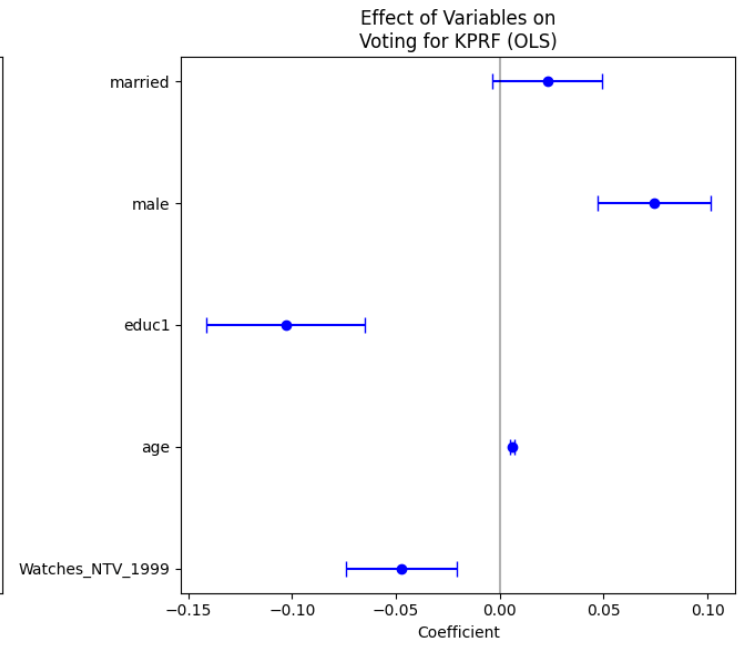 Effect of Variables on
Voting for KPRF (OLS)
married
male
educ1
age
Watches_NTV_1999
−0.15 −0.10 −0.05 0.00 0.05 0.10
Coefficient